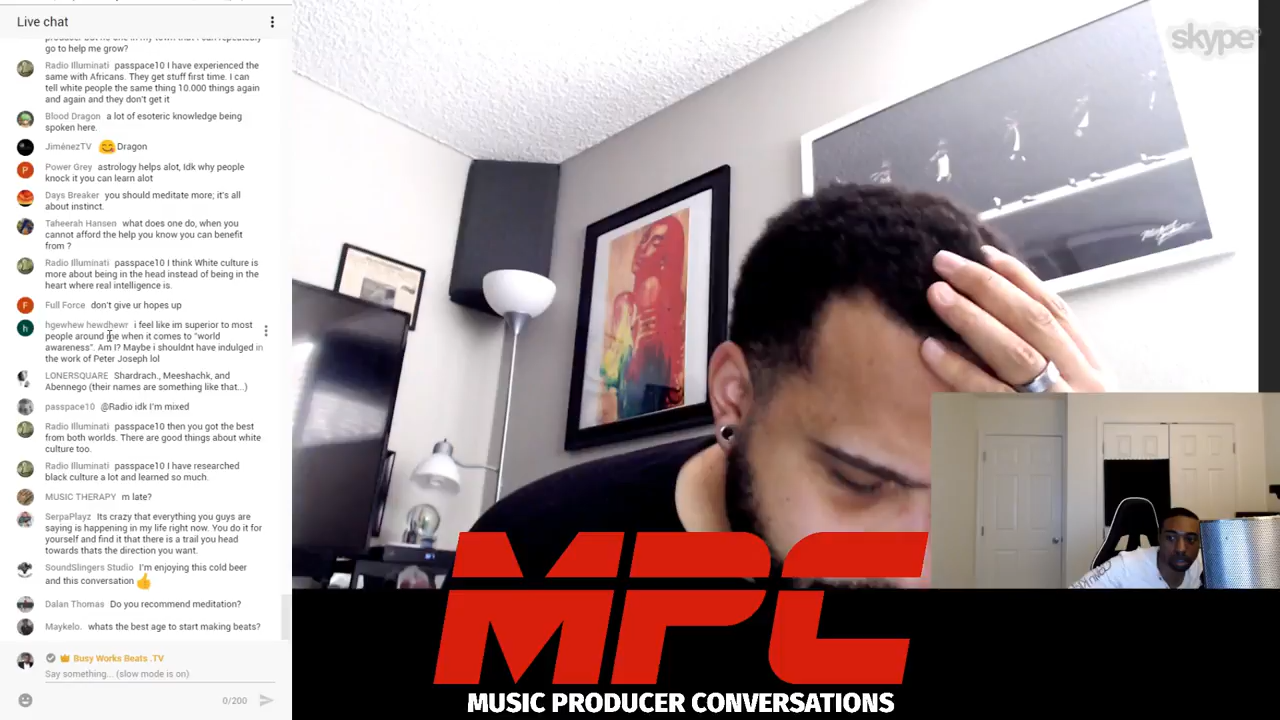 Live chat
go to help me grow?
Radio Illuminati passpace10 I have experienced the
same with Africans. They get stuff first time. I can
tell white people the same thing 10.000 things again
and again and they don't get it
Blood Dragon a lot of esoteric knowledge being
spoken here.
JiménezTV 😊 Dragon
Power Grey astrology helps alot, Idk why people
knock it you can learn alot
Days Breaker you should meditate more; it's all
about instinct.
Taheerah Hansen what does one do, when you
cannot afford the help you know you can benefit
from ?
Radio Illuminati passpace10 I think White culture is
more about being in the head instead of being in the
heart where real intelligence is.
Full Force don't give ur hopes up
hgewhew hewdhewr i feel like im superior to most
people around me when it comes to "world
awareness". Am I? Maybe i shouldnt have indulged in
the work of Peter Joseph lol
LONERSQUARE Shardrach., Meeshachk, and
Abennego (their names are something like that...)
passpace10 @Radio idk I'm mixed
Radio Illuminati passpace10 then you got the best
from both worlds. There are good things about white
culture too.
Radio Illuminati passpace10 I have researched
black culture a lot and learned so much.
MUSIC THERAPY m late?
SerpaPlayz Its crazy that everything you guys are
saying is happening in my life right now. You do it for
yourself and find it that there is a trail you head
towards thats the direction you want.
SoundSlingers Studio I'm enjoying this cold beer
and this conversation 👍
Dalan Thomas Do you recommend meditation?
Maykelo. whats the best age to start making beats?
Busy Works Beats .TV
Say something... (slow mode is on)
0/200
skype
MPC
MUSIC PRODUCER CONVERSATIONS